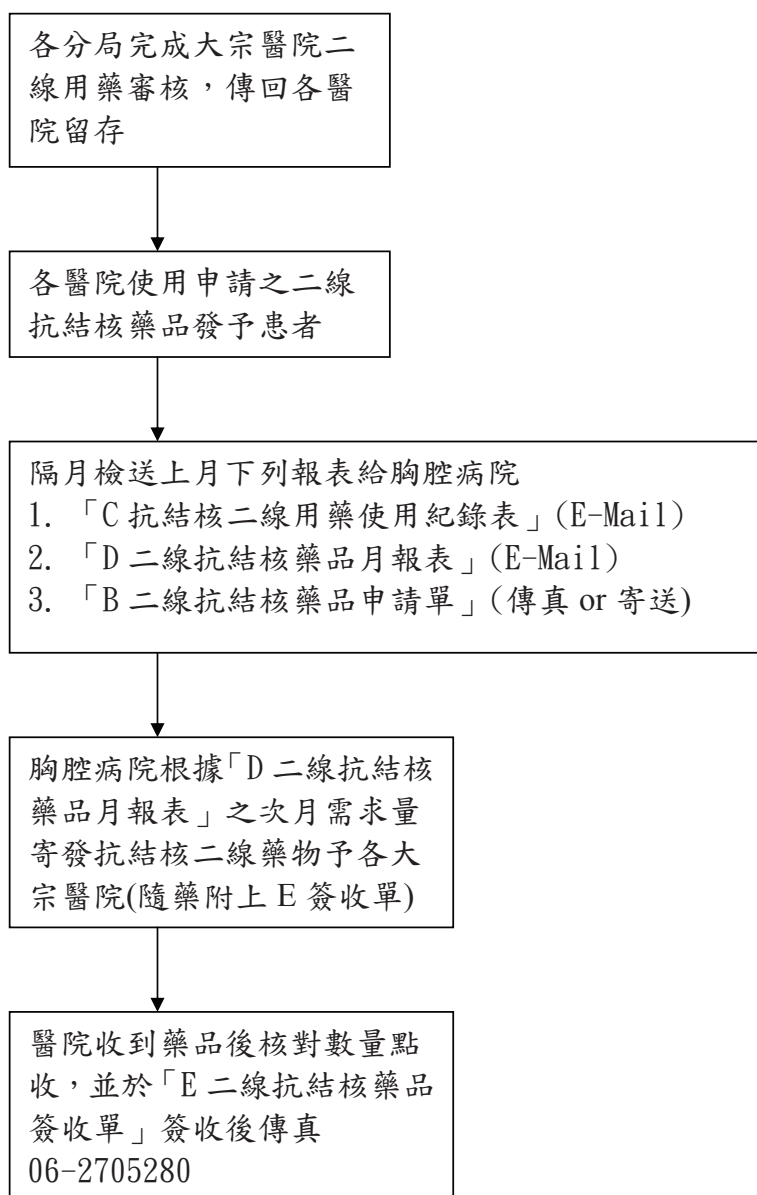 各分局完成大宗醫院二
線用藥審核，傳回各醫
院留存
各醫院使用申請之二線
抗結核藥品發予患者
隔月檢送上月下列報表給胸腔病院
1. 「C 抗結核二線用藥使用紀錄表」(E-Mail)
2. 「D 二線抗結核藥品月報表」(E-Mail)
3. 「B 二線抗結核藥品申請單」(傳真 or 寄送)
胸腔病院根據「D 二線抗結核
藥品月報表」之次月需求量
寄發抗結核二線藥物予各大
宗醫院(隨藥附上 E 簽收單)
醫院收到藥品後核對數量點
收，並於「E 二線抗結核藥品
簽收單」簽收後傳真
06-2705280